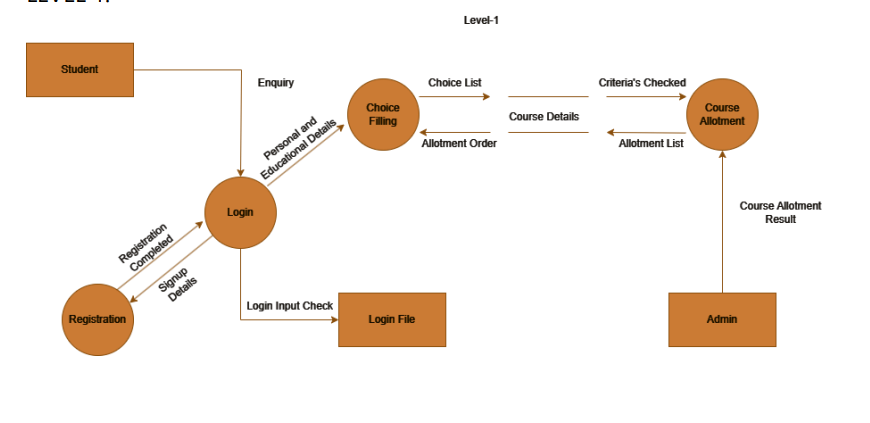 Level-1
Student
Enquiry
Choice List
Criteria's Checked
Choice
Filling
Course Details
Course
Allotment
Personal and
Educational Details
Allotment Order
Allotment List
Login
Course Allotment
Result
Registration
Completed
Signup
Details
Login Input Check
Registration
Login File
Admin